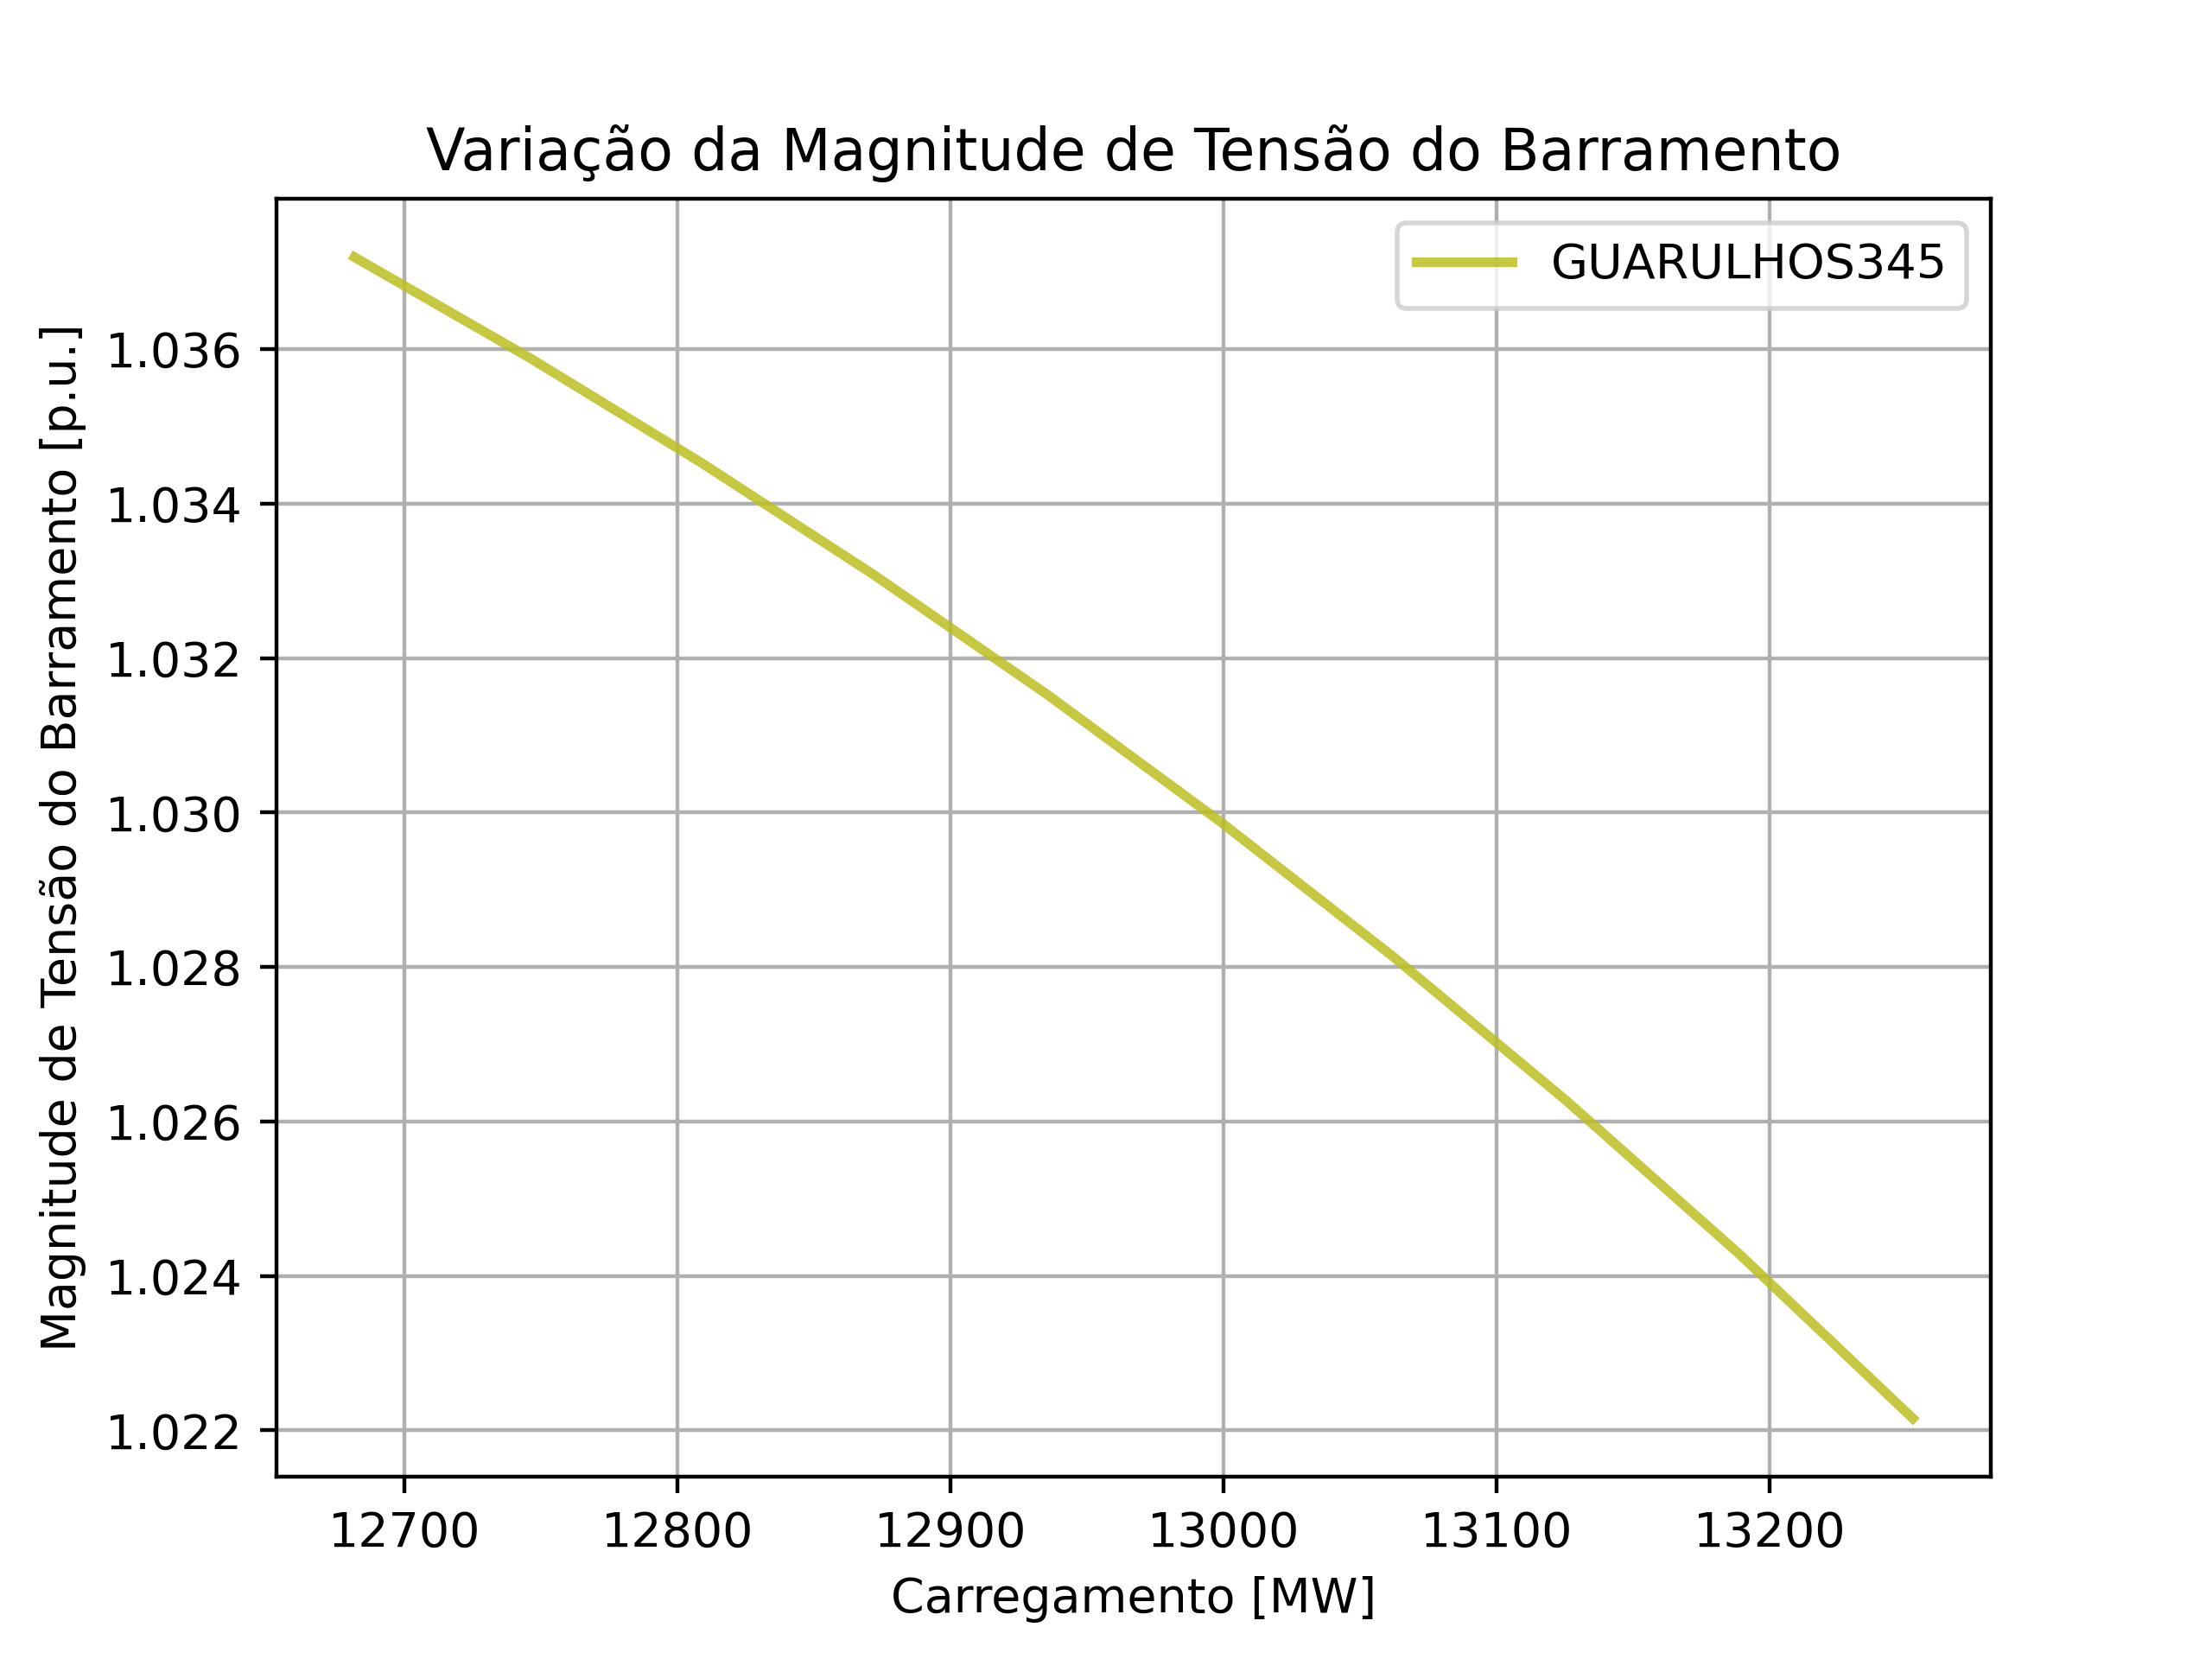 Variação da Magnitude de Tensão do Barramento
GUARULHOS345
Magnitude de Tensão do Barramento [p.u.]
1.036
1.034
1.032
1.030
1.028
1.026
1.024
1.022
12700 12800 12900 13000 13100 13200
Carregamento [MW]